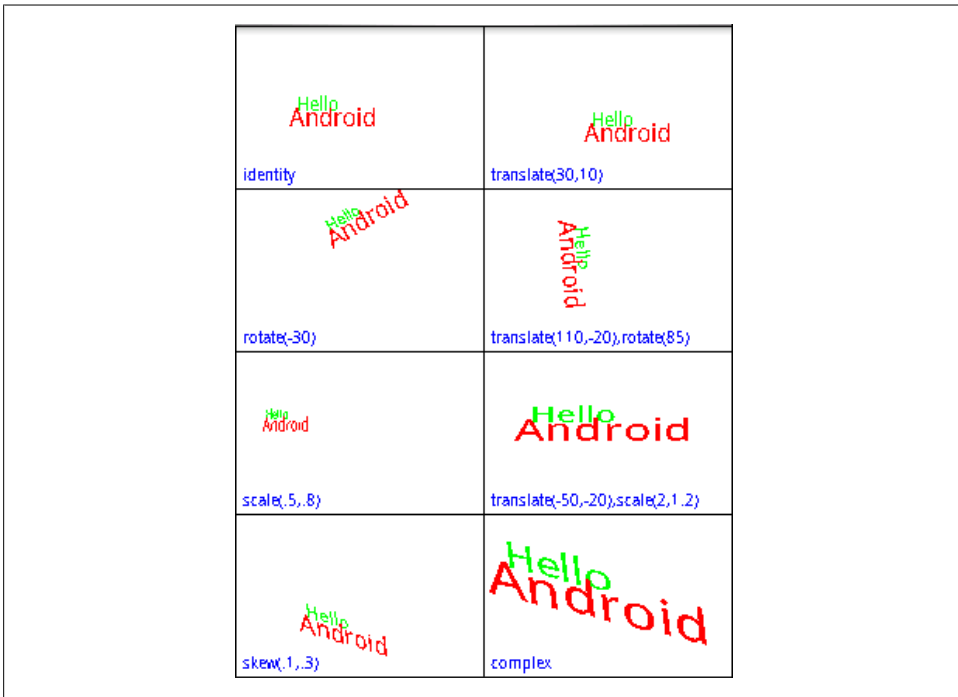 Hello
Android
identity
Hello
Android
translate(30,10)
Hello
Android
rotate(-30)
Hello
Android
translate(110,-20),rotate(85)
Hello
Android
scale(.5,.8)
Hello
Android
translate(-50,-20),scale(2,1..2)
Hello
Android
skew(.1,.3)
Hello
Android
complex